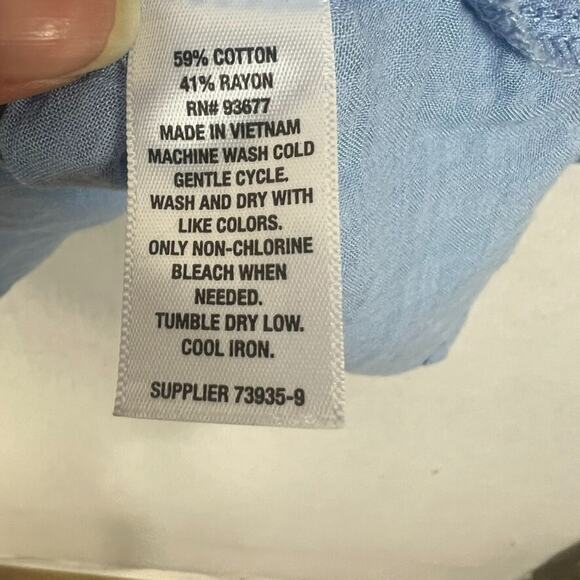 59% COTTON
41% RAYON
RN# 93677
MADE IN VIETNAM
MACHINE WASH COLD
GENTLE CYCLE.
WASH AND DRY WITH
LIKE COLORS.
ONLY NON-CHLORINE
BLEACH WHEN
NEEDED.
TUMBLE DRY LOW.
COOL IRON.
SUPPLIER 73935-9